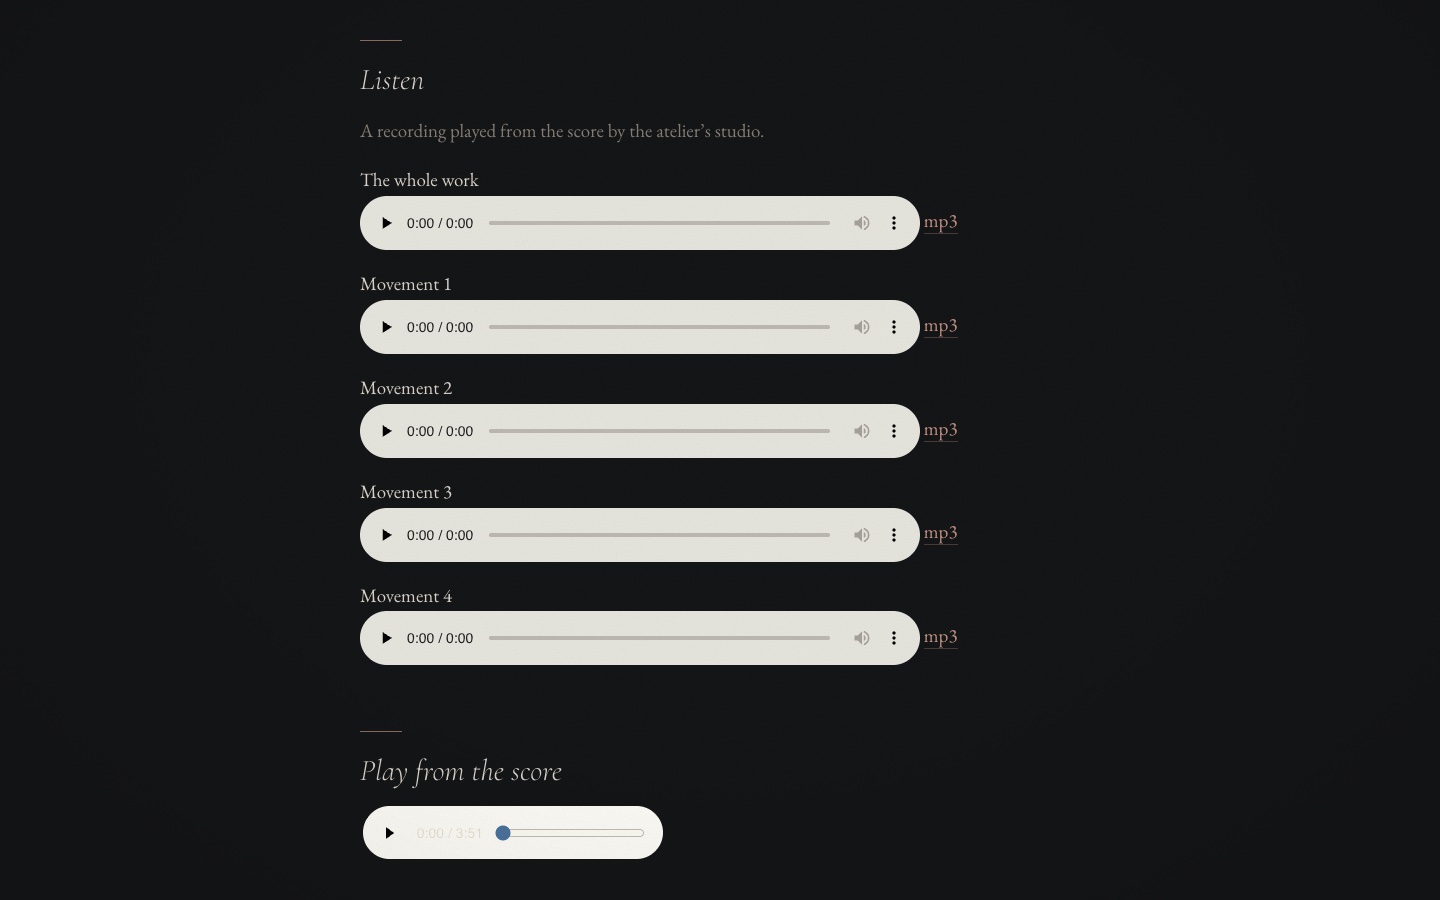 Listen
A recording played from the score by the atelier’s studio.
The whole work
0:00 / 0:00
mp3
Movement 1
0:00 / 0:00
mp3
Movement 2
0:00 / 0:00
mp3
Movement 3
0:00 / 0:00
mp3
Movement 4
0:00 / 0:00
mp3
Play from the score
0:00 / 3:51